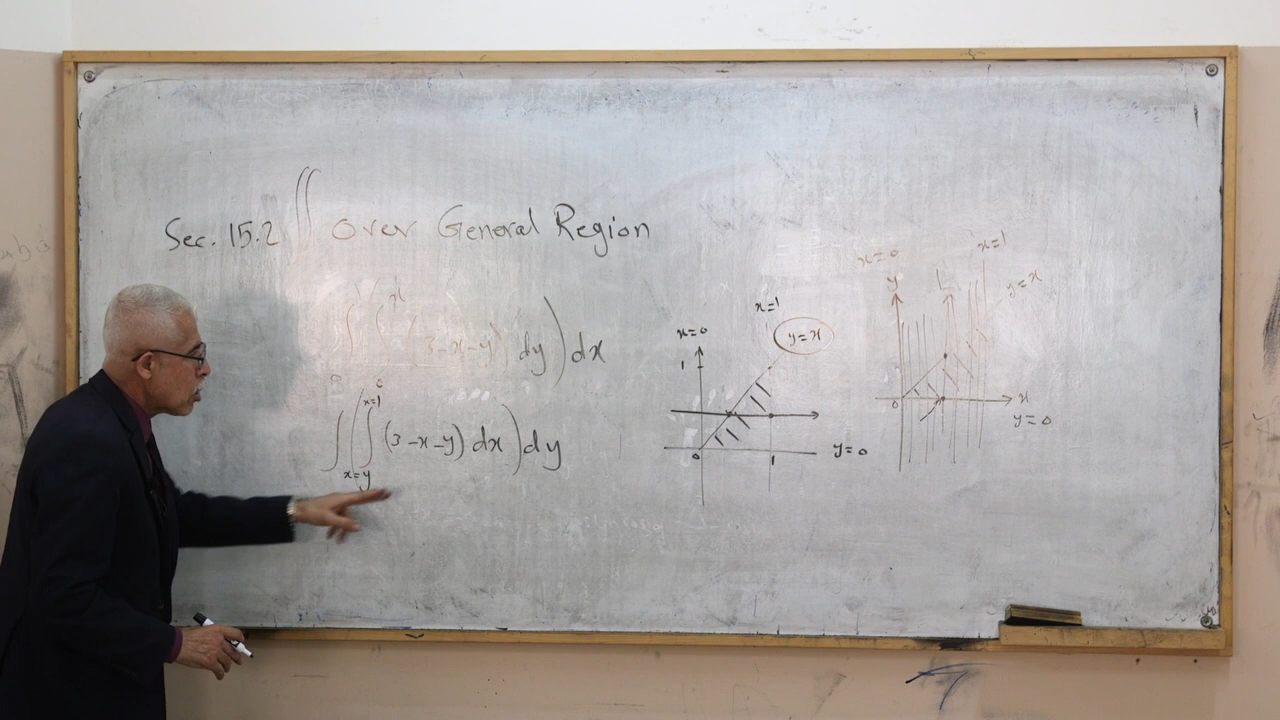 Sec. 15.2 ∬ over General Region
∫ ( ∫ x (3-x-y) dy ) dx
∫ ( ∫ x=y x=1 (3-x-y) dx ) dy
x=0
x=1
y=x
1
0
1
y=0
x=0
x=1
y
y=x
0
x
y=0